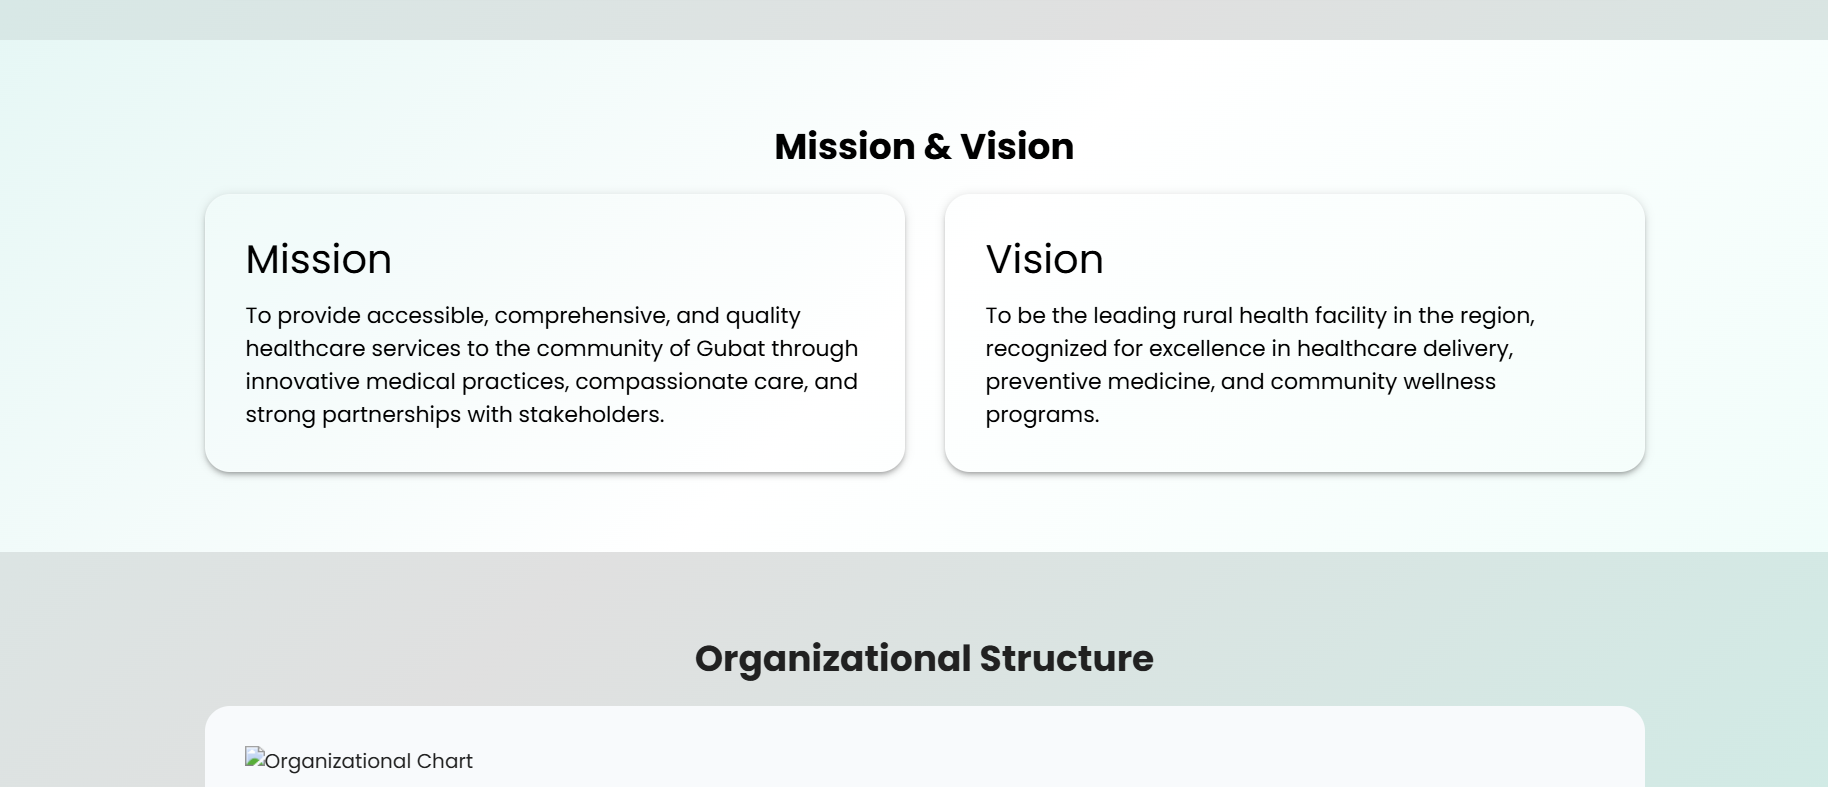 Mission & Vision
Mission
To provide accessible, comprehensive, and quality
healthcare services to the community of Gubat through
innovative medical practices, compassionate care, and
strong partnerships with stakeholders.
Vision
To be the leading rural health facility in the region,
recognized for excellence in healthcare delivery,
preventive medicine, and community wellness
programs.
Organizational Structure
Organizational Chart